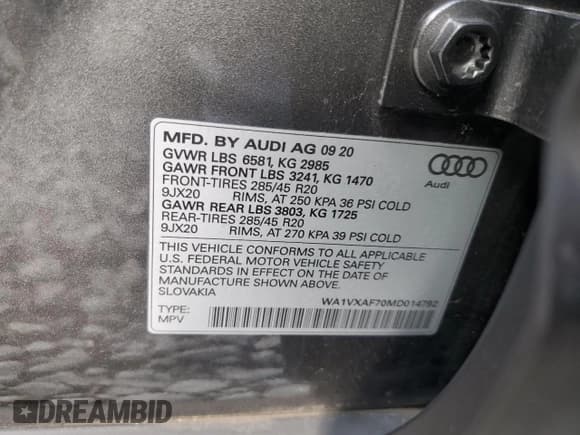 MFD. BY AUDI AG 09 20
GVWR LBS 6581, KG 2985
GAWR FRONT LBS 3241, KG 1470
FRONT-TIRES 285/45 R20
9JX20 RIMS, AT 250 KPA 36 PSI COLD
GAWR REAR LBS 3803, KG 1725
REAR-TIRES 285/45 R20
9JX20 RIMS, AT 270 KPA 39 PSI COLD
Audi
THIS VEHICLE CONFORMS TO ALL APPLICABLE
U.S. FEDERAL MOTOR VEHICLE SAFETY
STANDARDS IN EFFECT ON THE DATE OF
MANUFACTURE SHOWN ABOVE.
SLOVAKIA
WA1VXAF70MD014792
TYPE:
MPV
DREAMBID